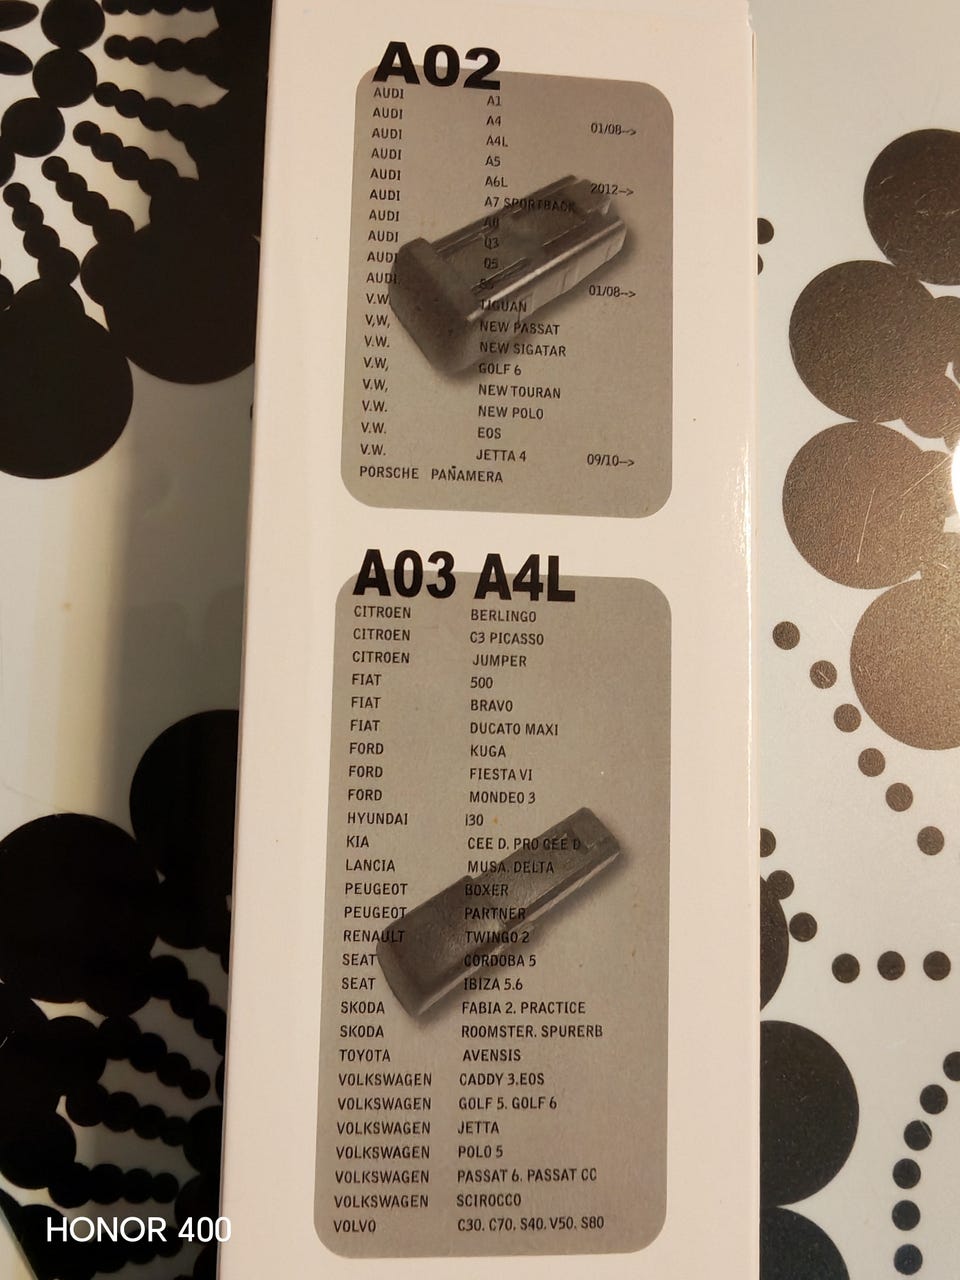 A02
AUDI A1
AUDI A4 01/08-->
AUDI A4L
AUDI A5
AUDI A6L 2012-->
AUDI A7 SPORTBACK
AUDI A8
AUDI Q3
AUDI Q5
AUDI 01/08-->
V.W. TIGUAN
V,W, NEW PASSAT
V.W. NEW SIGATAR
V.W, GOLF 6
V.W, NEW TOURAN
V.W. NEW POLO
V.W. EOS
V.W. JETTA 4 09/10-->
PORSCHE PAÑAMERA
A03 A4L
CITROEN BERLINGO
CITROEN C3 PICASSO
CITROEN JUMPER
FIAT 500
FIAT BRAVO
FIAT DUCATO MAXI
FORD KUGA
FORD FIESTA VI
FORD MONDEO 3
HYUNDAI i30
KIA CEE D. PRO CEE D
LANCIA MUSA. DELTA
PEUGEOT BOXER
PEUGEOT PARTNER
RENAULT TWINGO 2
SEAT CORDOBA 5
SEAT IBIZA 5.6
SKODA FABIA 2. PRACTICE
SKODA ROOMSTER. SPURERB
TOYOTA AVENSIS
VOLKSWAGEN CADDY 3.EOS
VOLKSWAGEN GOLF 5. GOLF 6
VOLKSWAGEN JETTA
VOLKSWAGEN POLO 5
VOLKSWAGEN PASSAT 6. PASSAT CC
VOLKSWAGEN SCIROCCO
VOLVO C30. C70. S40. V50. S80
HONOR 400